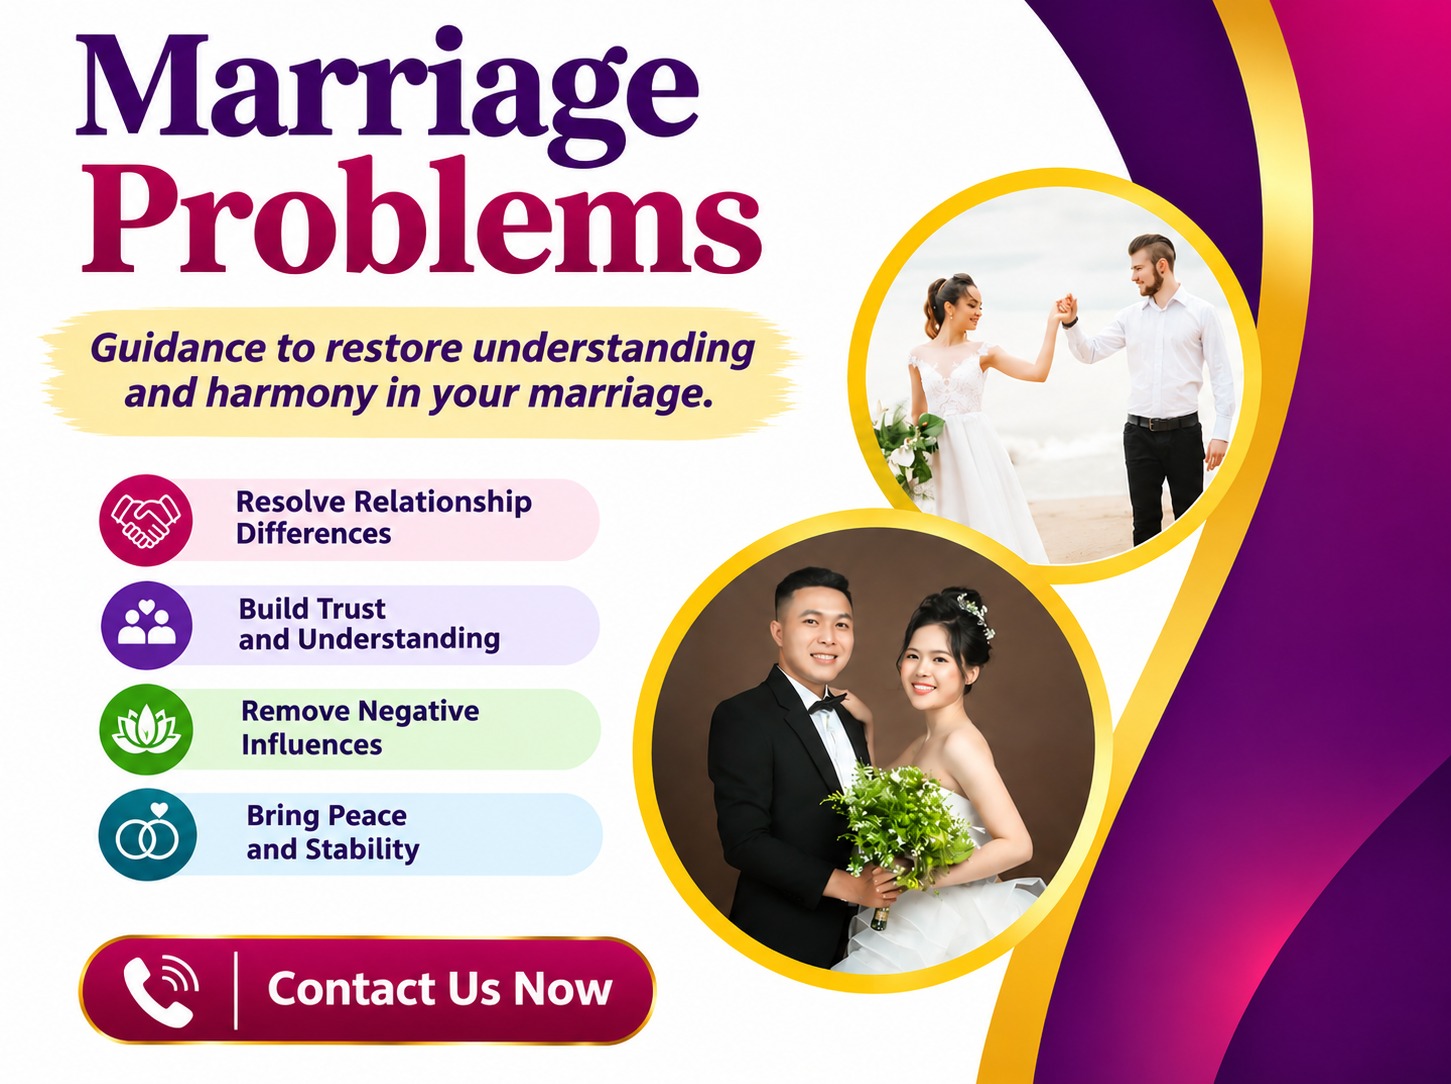 Marriage
Problems
Guidance to restore understanding
and harmony in your marriage.
Resolve Relationship
Differences
Build Trust
and Understanding
Remove Negative
Influences
Bring Peace
and Stability
Contact Us Now